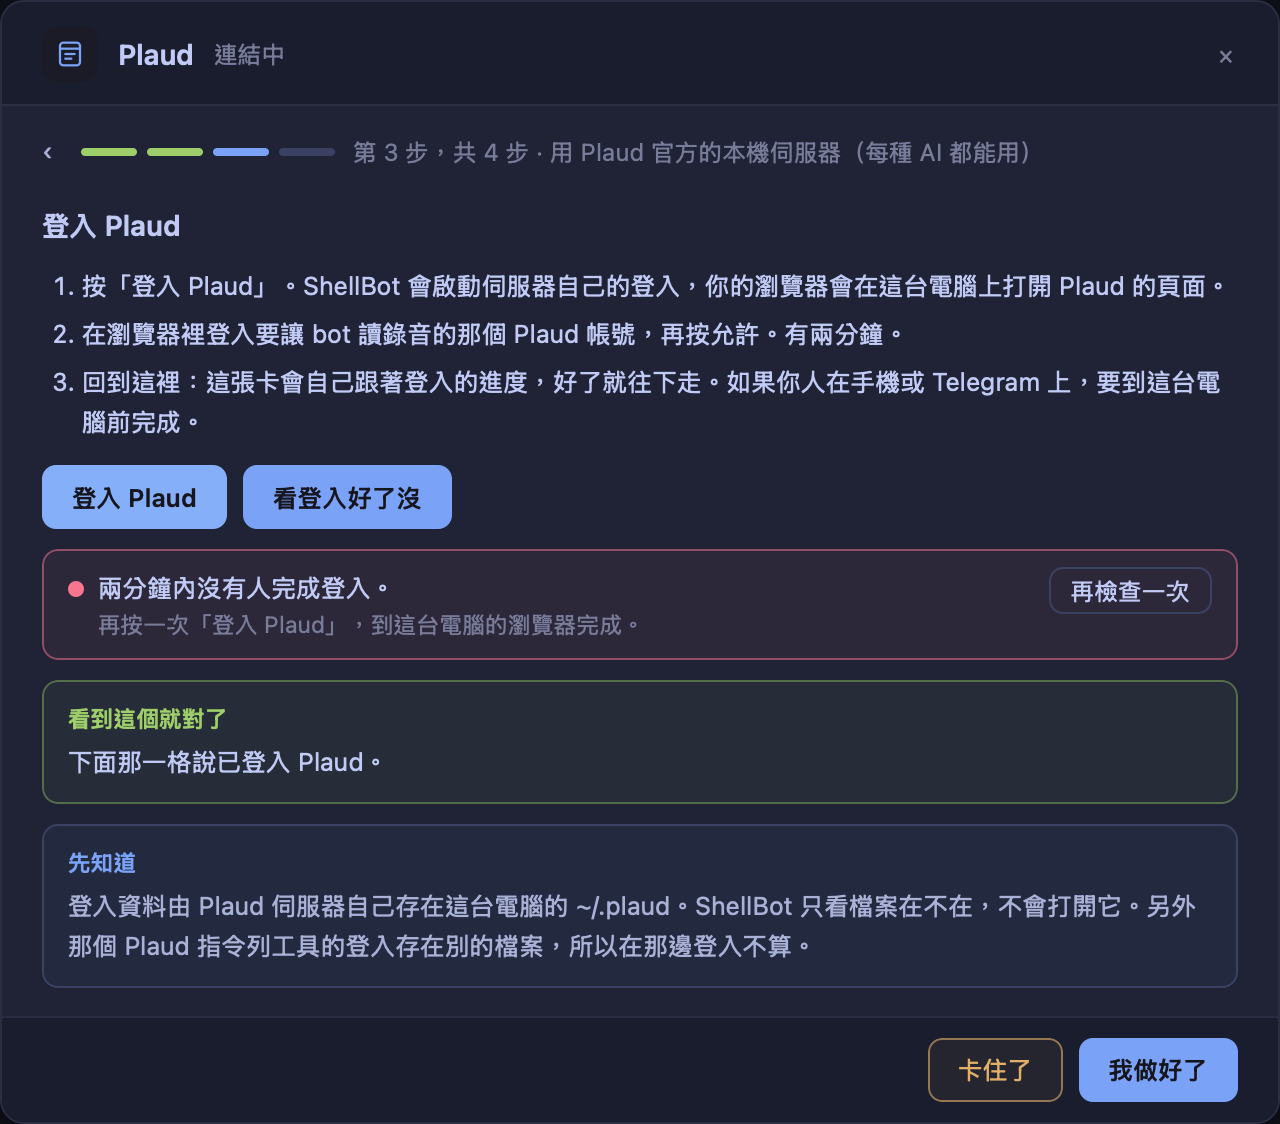 Plaud 連結中
×
‹ 第 3 步，共 4 步 · 用 Plaud 官方的本機伺服器（每種 AI 都能用）
登入 Plaud
1. 按「登入 Plaud」。ShellBot 會啟動伺服器自己的登入，你的瀏覽器會在這台電腦上打開 Plaud 的頁面。
2. 在瀏覽器裡登入要讓 bot 讀錄音的那個 Plaud 帳號，再按允許。有兩分鐘。
3. 回到這裡：這張卡會自己跟著登入的進度，好了就往下走。如果你人在手機或 Telegram 上，要到這台電
腦前完成。
登入 Plaud 看登入好了沒
兩分鐘內沒有人完成登入。
再檢查一次
再按一次「登入 Plaud」，到這台電腦的瀏覽器完成。
看到這個就對了
下面那一格說已登入 Plaud。
先知道
登入資料由 Plaud 伺服器自己存在這台電腦的 ~/.plaud。ShellBot 只看檔案在不在，不會打開它。另外
那個 Plaud 指令列工具的登入存在別的檔案，所以在那邊登入不算。
卡住了 我做好了